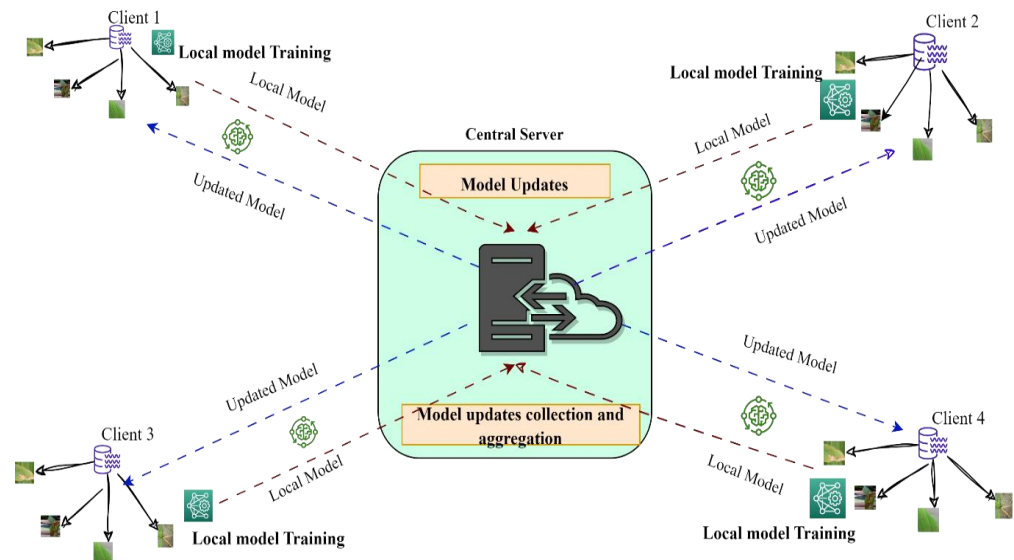 Client 1
Local model Training
Local Model
Updated Model
Client 2
Local model Training
Local Model
Updated Model
Central Server
Model Updates
Model updates collection and
aggregation
Updated Model
Client 3
Local Model
Local model Training
Updated Model
Client 4
Local Model
Local model Training